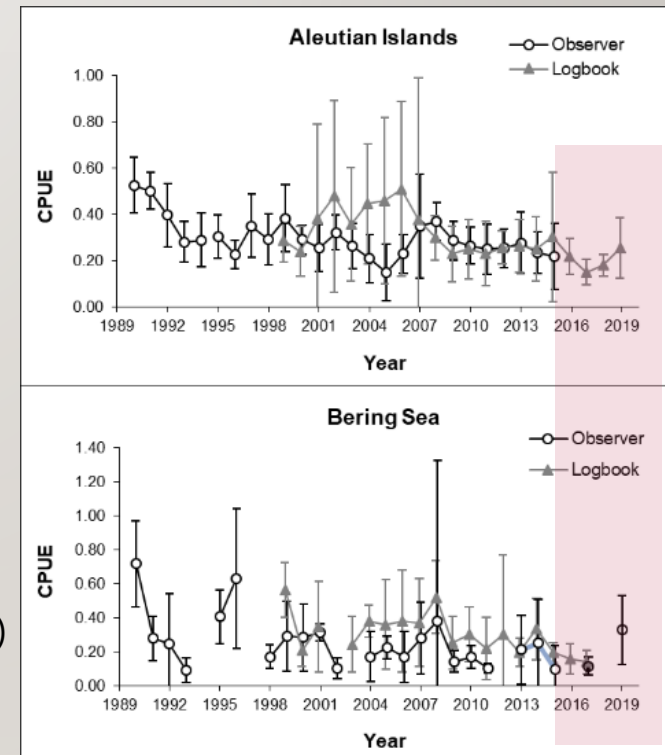 Aleutian Islands
Observer
Logbook
1.00
0.80
0.60
0.40
0.20
0.00
CPUE
1989 1992 1995 1998 2001 2004 2007 2010 2013 2016 2019
Year
Bering Sea
Observer
Logbook
1.40
1.20
1.00
0.80
0.60
0.40
0.20
0.00
CPUE
1989 1992 1995 1998 2001 2004 2007 2010 2013 2016 2019
Year
)